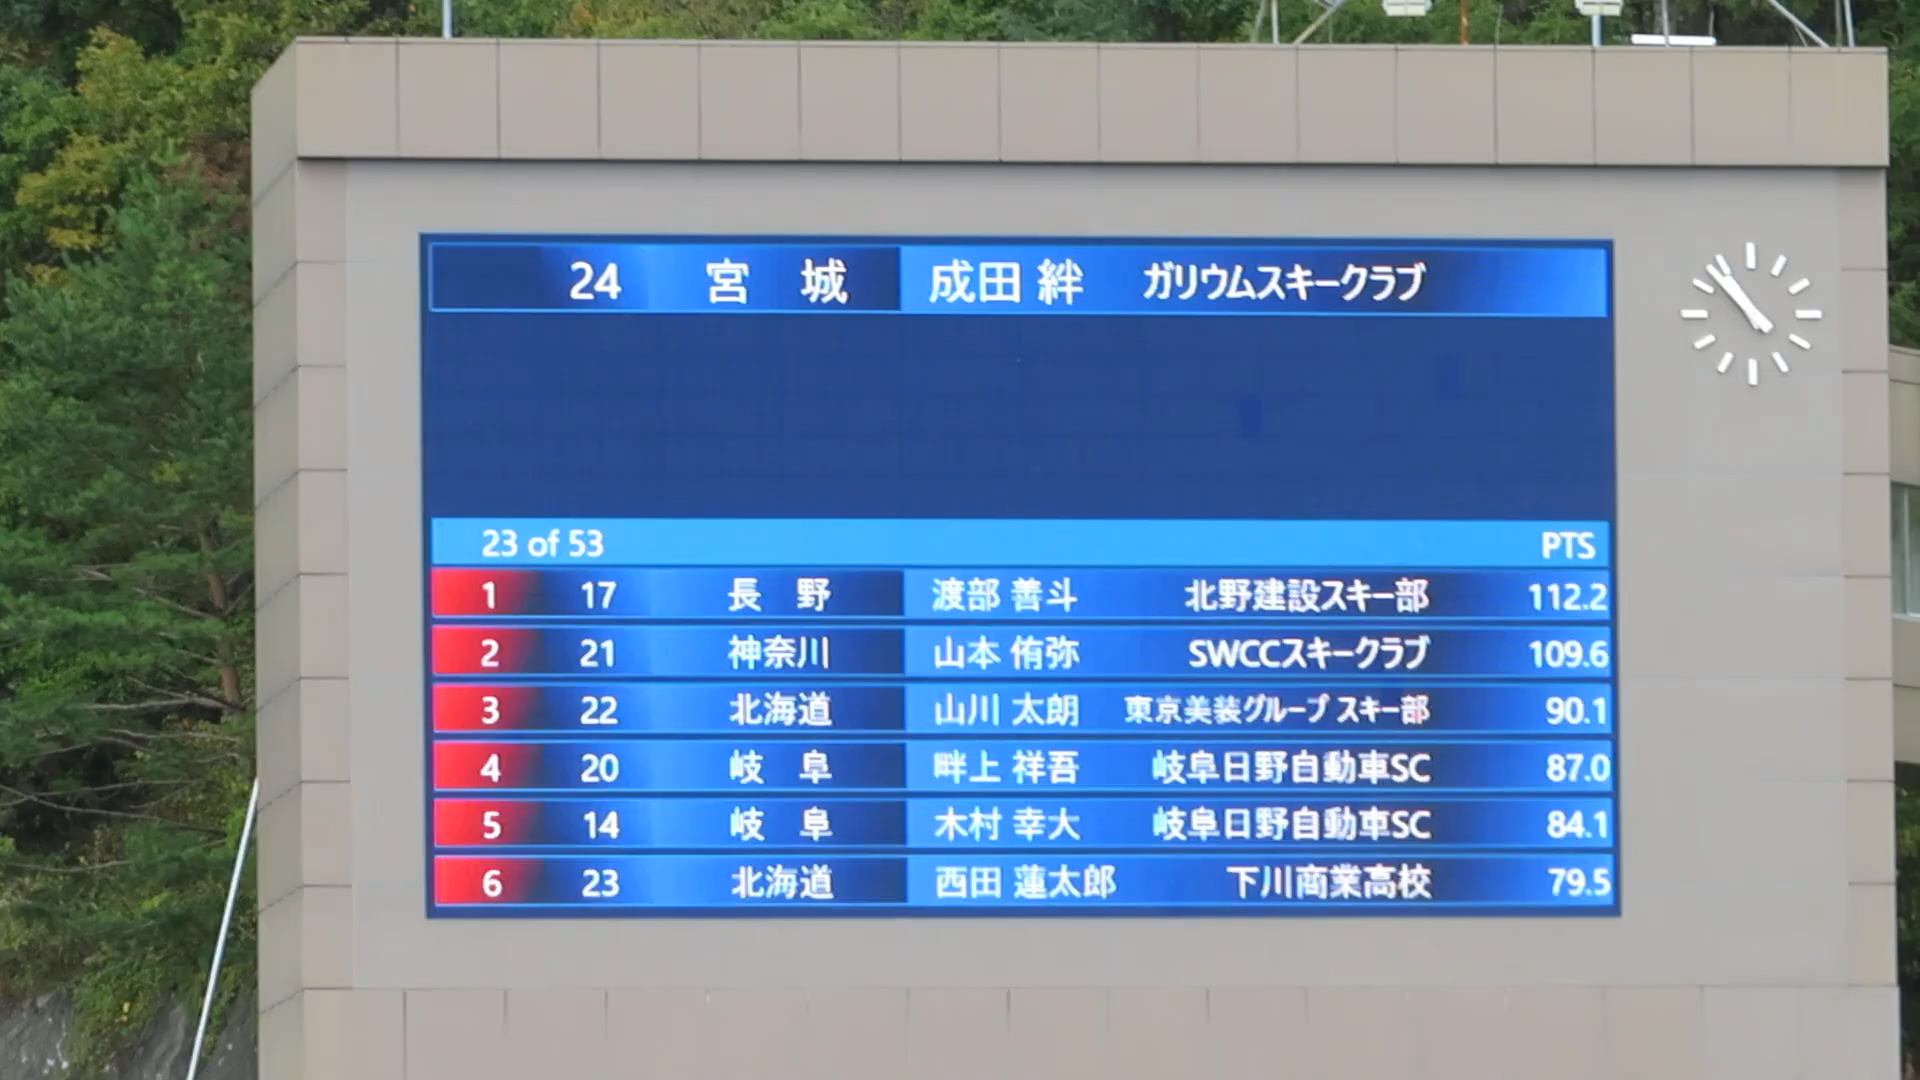 24 宮 城 成田 絆 ガリウムスキークラブ
23 of 53 PTS
1 17 長 野 渡部 善斗 北野建設スキー部 112.2
2 21 神奈川 山本 侑弥 SWCCスキークラブ 109.6
3 22 北海道 山川 太朗 東京美装グループ スキー部 90.1
4 20 岐 阜 畔上 祥吾 岐阜日野自動車SC 87.0
5 14 岐 阜 木村 幸大 岐阜日野自動車SC 84.1
6 23 北海道 西田 蓮太郎 下川商業高校 79.5